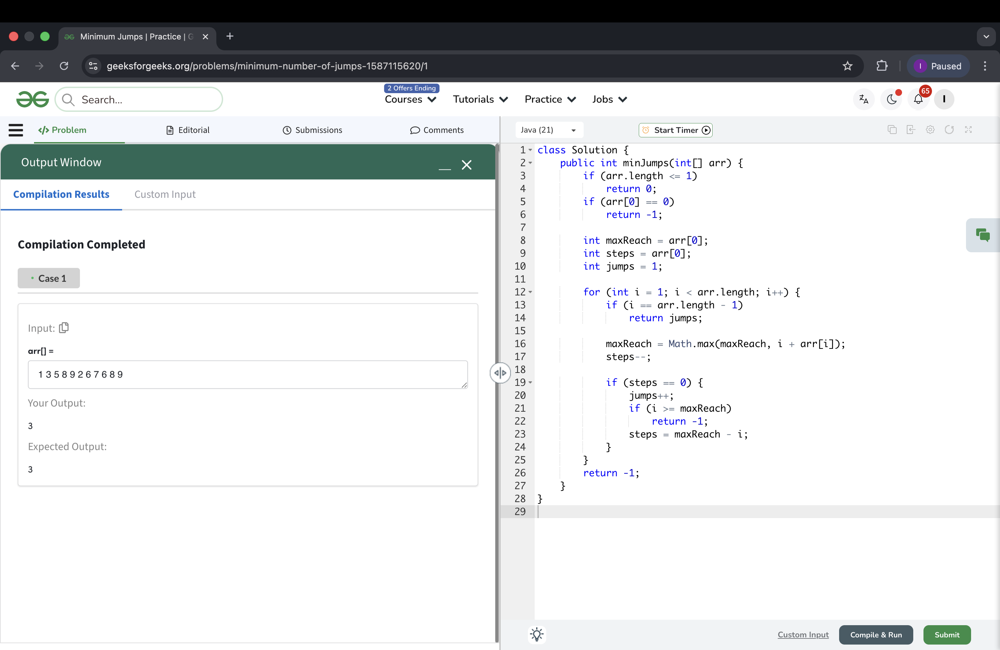 Minimum Jumps | Practice | G
geeksforgeeks.org/problems/minimum-number-of-jumps-1587115620/1
I Paused
Search...
2 Offers Ending
Courses Tutorials Practice Jobs
65
I
</> Problem Editorial Submissions Comments
Output Window
Compilation Results Custom Input
Compilation Completed
Case 1
Input:
arr[] =
1 3 5 8 9 2 6 7 6 8 9
Your Output:
3
Expected Output:
3
Java (21) Start Timer
1 class Solution {
2 public int minJumps(int[] arr) {
3 if (arr.length <= 1)
4 return 0;
5 if (arr[0] == 0)
6 return -1;
7
8 int maxReach = arr[0];
9 int steps = arr[0];
10 int jumps = 1;
11
12 for (int i = 1; i < arr.length; i++) {
13 if (i == arr.length - 1)
14 return jumps;
15
16 maxReach = Math.max(maxReach, i + arr[i]);
17 steps--;
18
19 if (steps == 0) {
20 jumps++;
21 if (i >= maxReach)
22 return -1;
23 steps = maxReach - i;
24 }
25 }
26 return -1;
27 }
28 }
29
Custom Input Compile & Run Submit